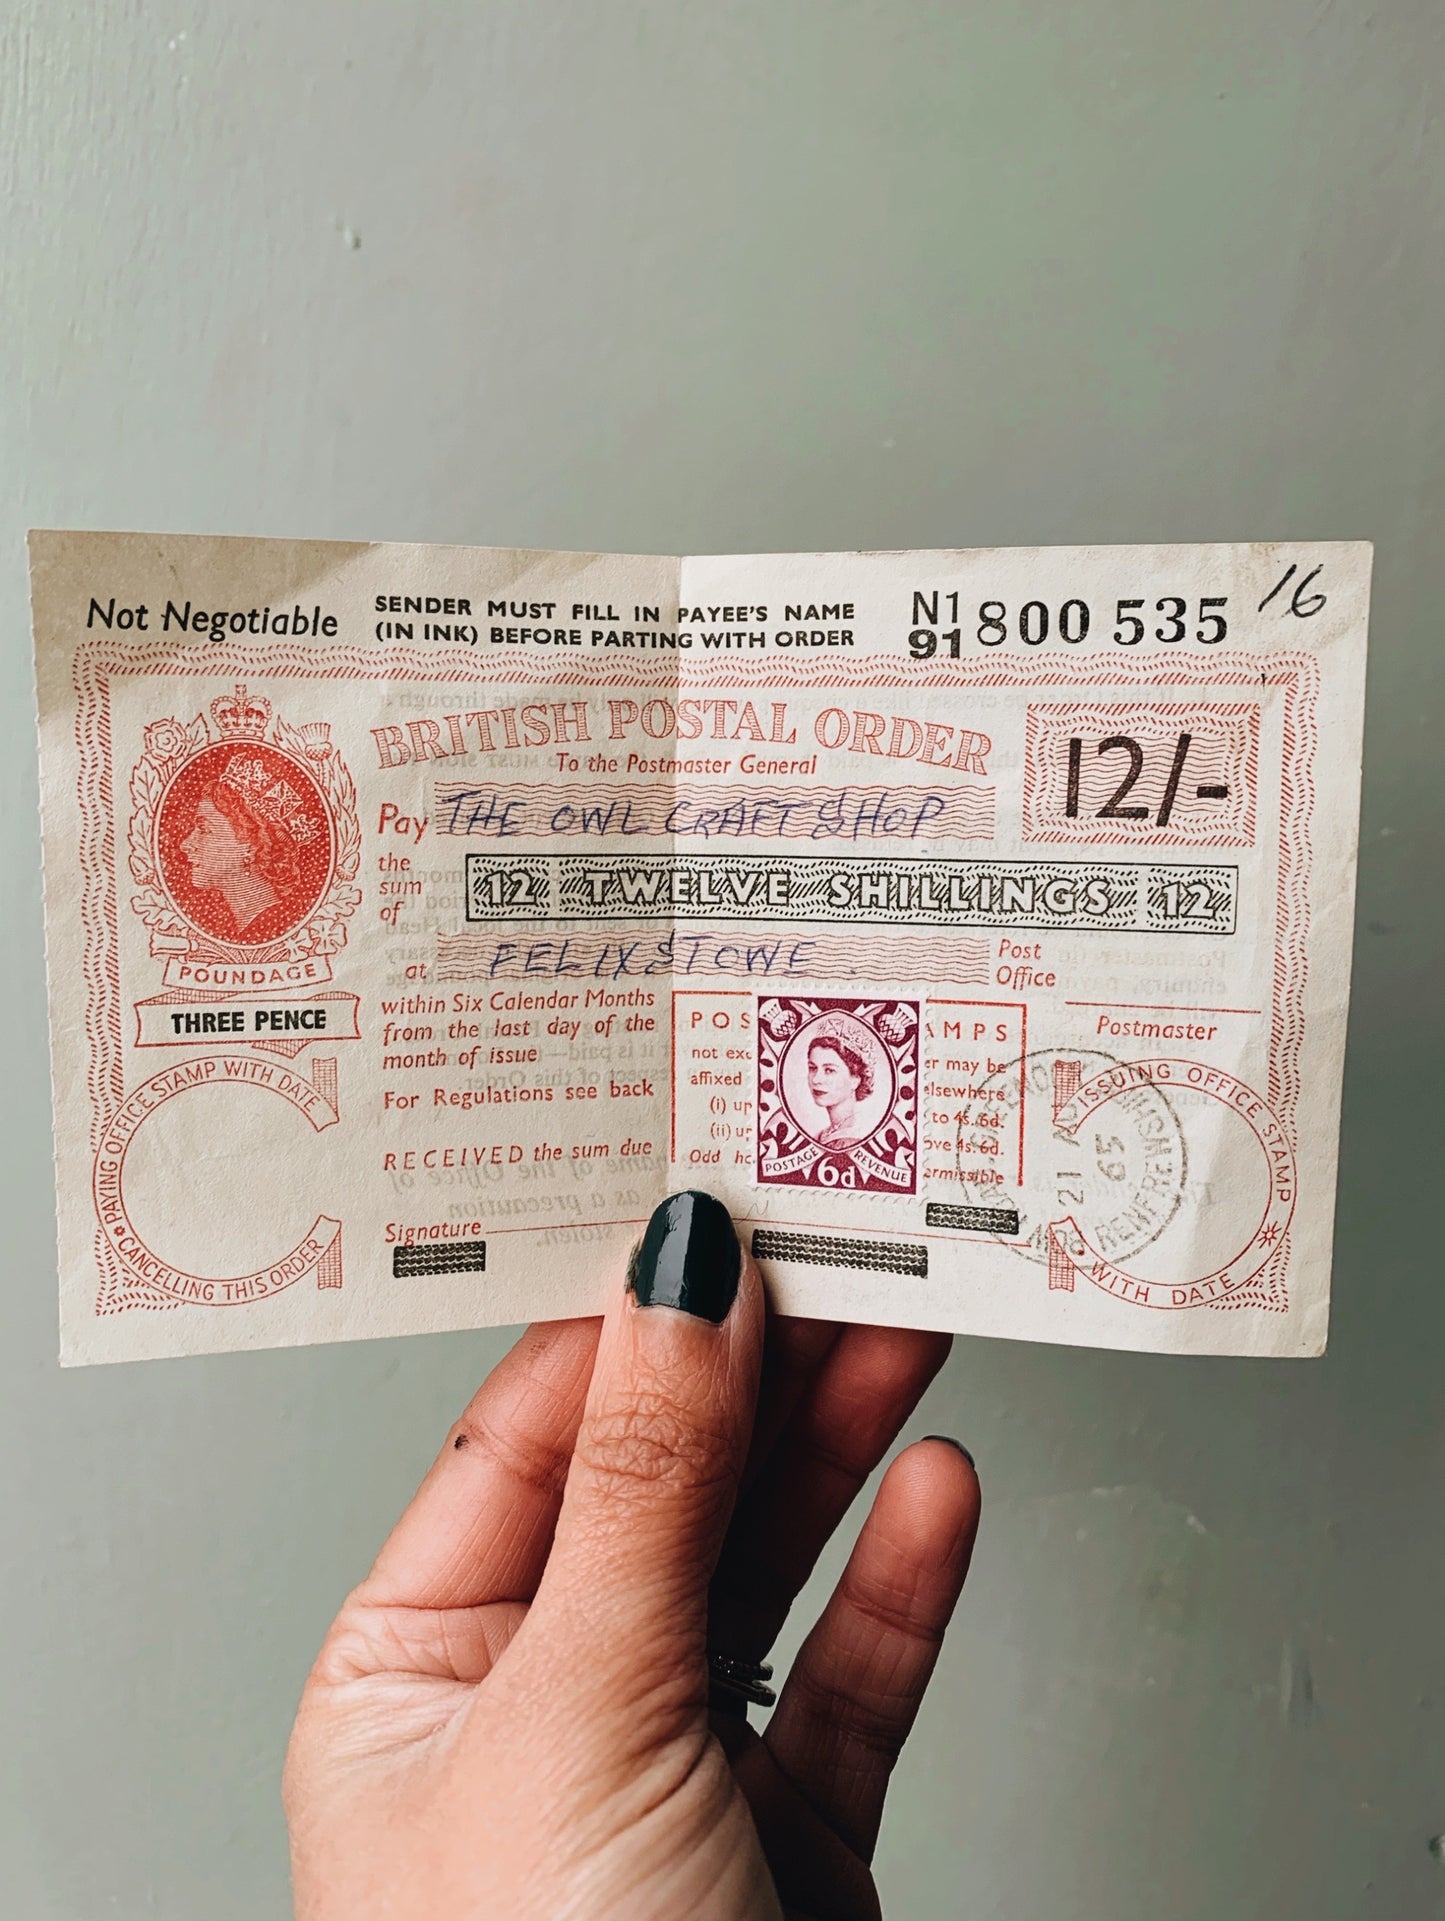 Not Negotiable
SENDER MUST FILL IN PAYEE'S NAME
(IN INK) BEFORE PARTING WITH ORDER
N1
91 800 535
16
BRITISH POSTAL ORDER
To the Postmaster General
12/-
Pay THE OWL CRAFT SHOP
the
sum
of
12 TWELVE SHILLINGS 12
at FELIXSTOWE.
Post
Office
POUNDAGE
THREE PENCE
within Six Calendar Months
from the last day of the
month of issue
For Regulations see back
RECEIVED the sum due
Signature
POS
AMPS
not exc
er may be
affixed
elsewhere
(i) up
to 4s. 6d.
(ii) up
ove 4s. 6d.
Odd ha
ermissible
POSTAGE 6d REVENUE
Postmaster
PAYING OFFICE STAMP WITH DATE
CANCELLING THIS ORDER
ISSUING OFFICE STAMP
WITH DATE
21 NO
65
RENFREWSHIRE